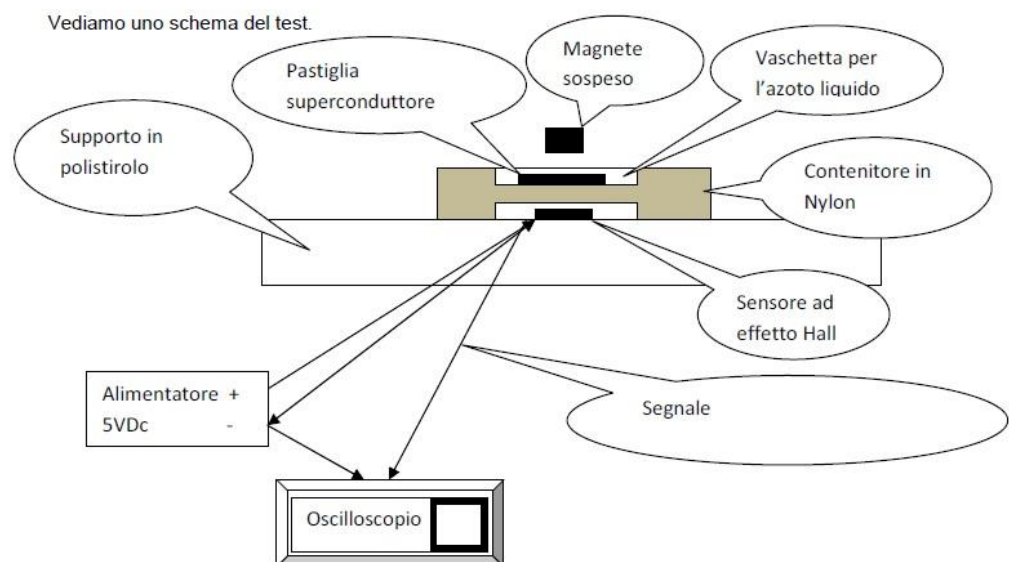 Vediamo uno schema del test.
Pastiglia
superconduttore
Magnete
sospeso
Vaschetta per
l'azoto liquido
Supporto in
polistirolo
Contenitore in
Nylon
Sensore ad
effetto Hall
Alimentatore +
5VDc -
Segnale
Oscilloscopio